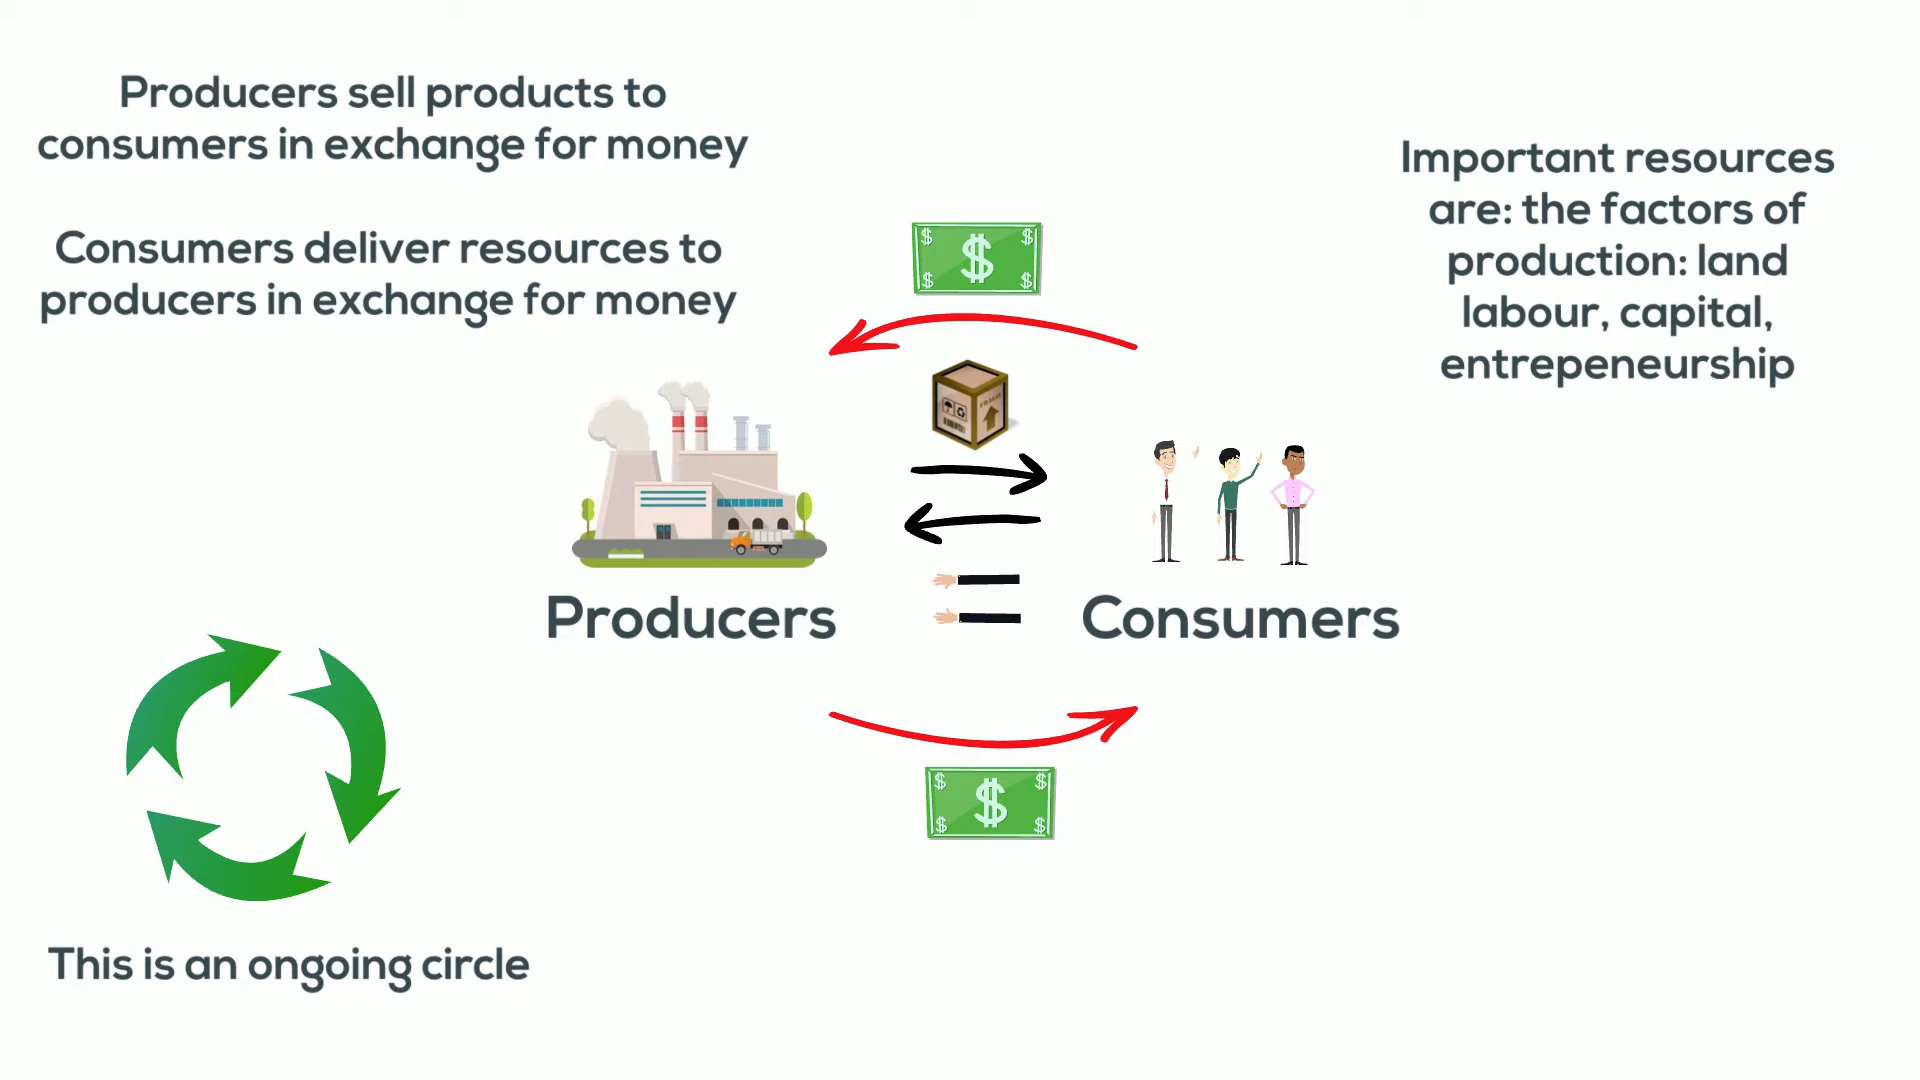 Producers sell products to
consumers in exchange for money
Consumers deliver resources to
producers in exchange for money
Important resources
are: the factors of
production: land
labour, capital,
entrepeneurship
Producers
Consumers
This is an ongoing circle